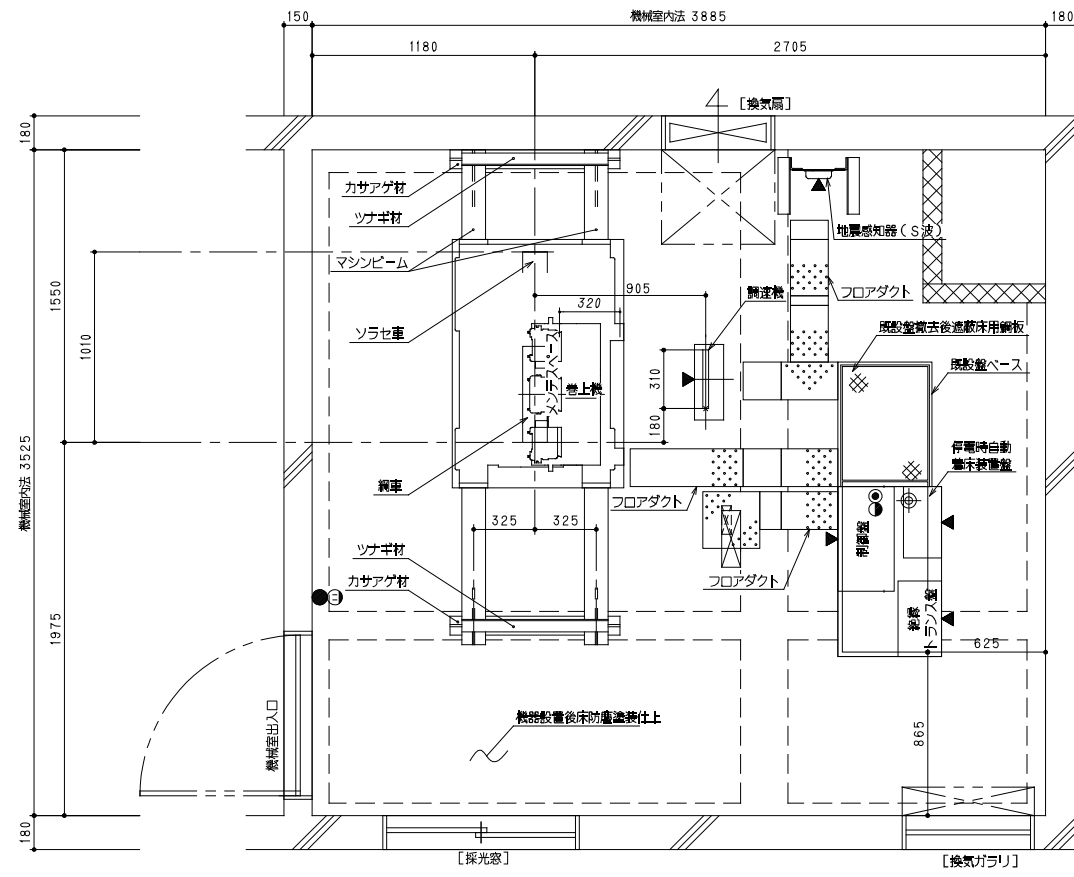 機械室内法 3885
150
180
1180
2705
[換気扇]
180
カサアゲ材
ツナギ材
地震感知器(S波)
マシンビーム
905
調速機
フロアダクト
320
1550
1010
ソラセ車
既設盤撤去後遮蔽床用鋼板
メンテスペース
巻上機
310
既設盤ベース
180
停電時自動
着床装置盤
機械室内法 3525
綱車
フロアダクト
325
325
制御盤
ツナギ材
カサアゲ材
フロアダクト
絶縁
トランス盤
1975
625
機械室出入口
機器設置後床防塵塗装仕上
865
180
[採光窓]
[換気ガラリ]